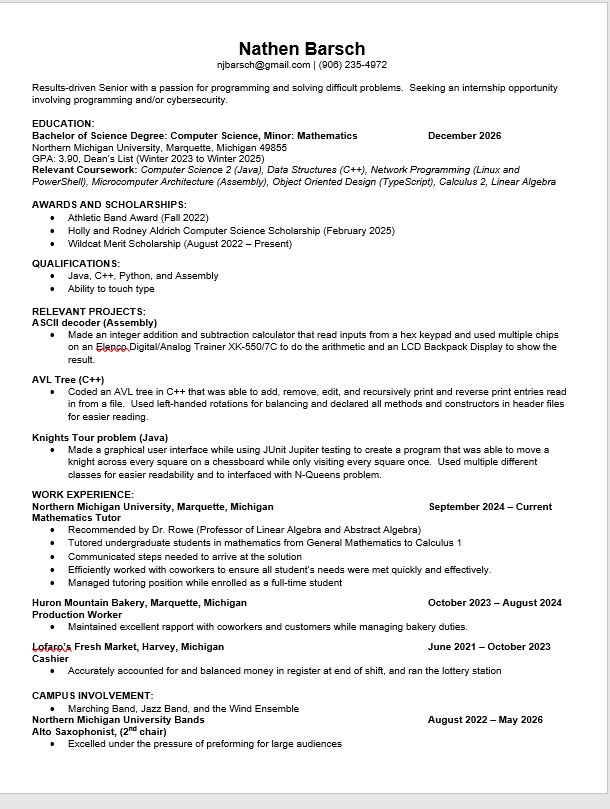 Nathen Barsch
njbarsch@gmail.com | (906) 235-4972
Results-driven Senior with a passion for programming and solving difficult problems.  Seeking an internship opportunity
involving programming and/or cybersecurity.
EDUCATION:
Bachelor of Science Degree: Computer Science, Minor: Mathematics December 2026
Northern Michigan University, Marquette, Michigan 49855
GPA: 3.90, Dean's List (Winter 2023 to Winter 2025)
Relevant Coursework: Computer Science 2 (Java), Data Structures (C++), Network Programming (Linux and
PowerShell), Microcomputer Architecture (Assembly), Object Oriented Design (TypeScript), Calculus 2, Linear Algebra
AWARDS AND SCHOLARSHIPS:
• Athletic Band Award (Fall 2022)
• Holly and Rodney Aldrich Computer Science Scholarship (February 2025)
• Wildcat Merit Scholarship (August 2022 – Present)
QUALIFICATIONS:
• Java, C++, Python, and Assembly
• Ability to touch type
RELEVANT PROJECTS:
ASCII decoder (Assembly)
• Made an integer addition and subtraction calculator that read inputs from a hex keypad and used multiple chips
on an Elenco Digital/Analog Trainer XK-550/7C to do the arithmetic and an LCD Backpack Display to show the
result.
AVL Tree (C++)
• Coded an AVL tree in C++ that was able to add, remove, edit, and recursively print and reverse print entries read
in from a file.  Used left-handed rotations for balancing and declared all methods and constructors in header files
for easier reading.
Knights Tour problem (Java)
• Made a graphical user interface while using JUnit Jupiter testing to create a program that was able to move a
knight across every square on a chessboard while only visiting every square once.  Used multiple different
classes for easier readability and to interfaced with N-Queens problem.
WORK EXPERIENCE:
Northern Michigan University, Marquette, Michigan September 2024 – Current
Mathematics Tutor
• Recommended by Dr. Rowe (Professor of Linear Algebra and Abstract Algebra)
• Tutored undergraduate students in mathematics from General Mathematics to Calculus 1
• Communicated steps needed to arrive at the solution
• Efficiently worked with coworkers to ensure all student's needs were met quickly and effectively.
• Managed tutoring position while enrolled as a full-time student
Huron Mountain Bakery, Marquette, Michigan October 2023 – August 2024
Production Worker
• Maintained excellent rapport with coworkers and customers while managing bakery duties.
Lofaro's Fresh Market, Harvey, Michigan June 2021 – October 2023
Cashier
• Accurately accounted for and balanced money in register at end of shift, and ran the lottery station
CAMPUS INVOLVEMENT:
• Marching Band, Jazz Band, and the Wind Ensemble
Northern Michigan University Bands August 2022 – May 2026
Alto Saxophonist, (2nd chair)
• Excelled under the pressure of preforming for large audiences